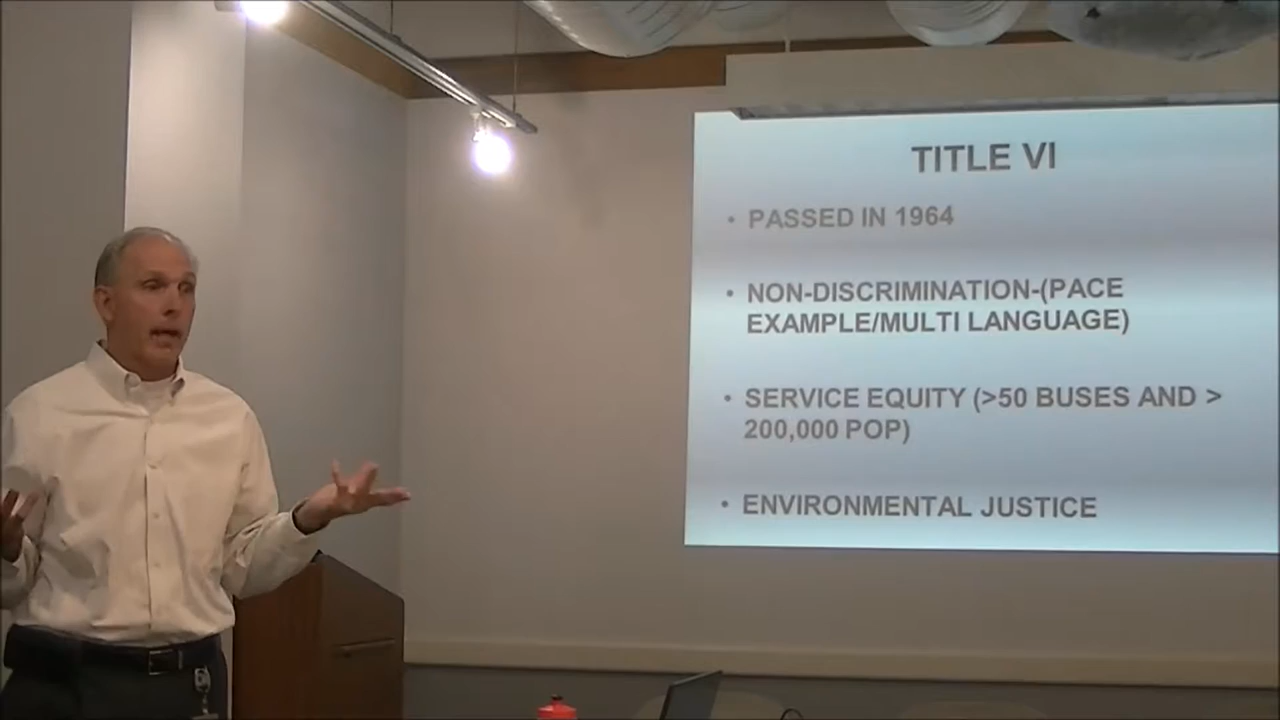 TITLE VI
• PASSED IN 1964
• NON-DISCRIMINATION-(PACE
EXAMPLE/MULTI LANGUAGE)
• SERVICE EQUITY (>50 BUSES AND >
200,000 POP)
• ENVIRONMENTAL JUSTICE